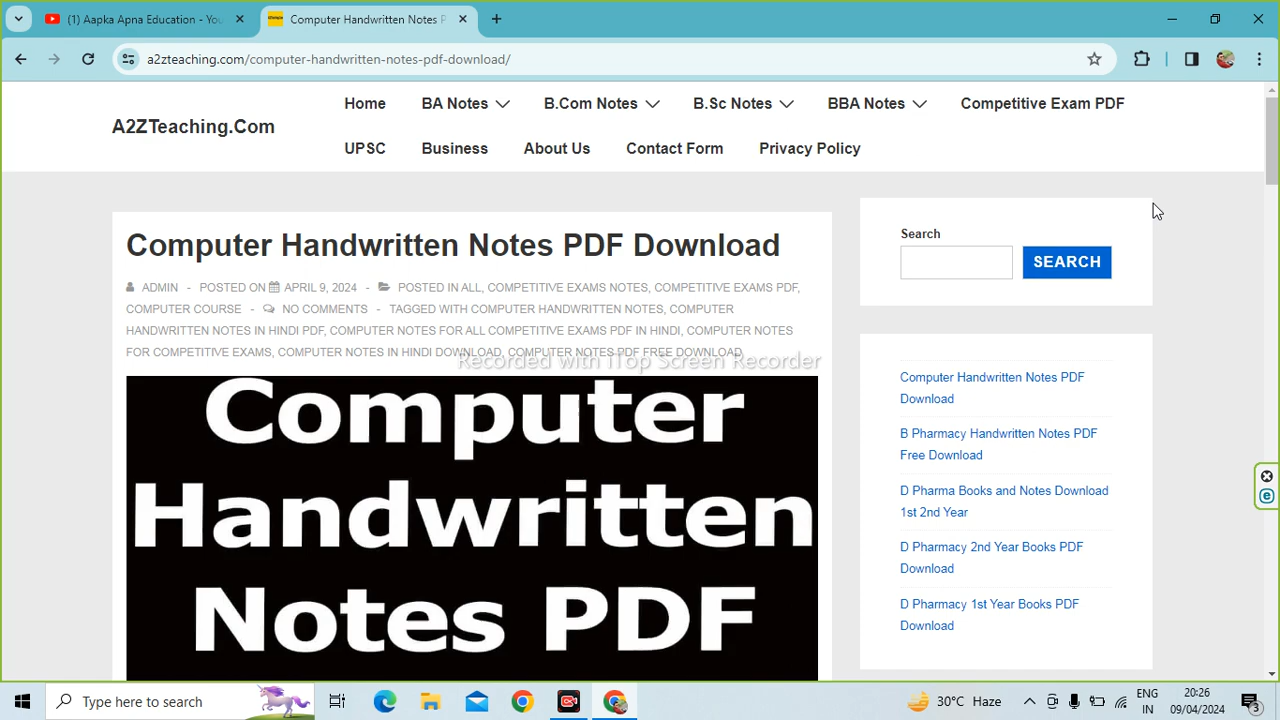 (1) Aapka Apna Education - You
Computer Handwritten Notes P
a2zteaching.com/computer-handwritten-notes-pdf-download/
A2ZTeaching.Com
Home BA Notes B.Com Notes B.Sc Notes BBA Notes Competitive Exam PDF
UPSC Business About Us Contact Form Privacy Policy
Computer Handwritten Notes PDF Download
ADMIN - POSTED ON APRIL 9, 2024 - POSTED IN ALL, COMPETITIVE EXAMS NOTES, COMPETITIVE EXAMS PDF,
COMPUTER COURSE - NO COMMENTS - TAGGED WITH COMPUTER HANDWRITTEN NOTES, COMPUTER
HANDWRITTEN NOTES IN HINDI PDF, COMPUTER NOTES FOR ALL COMPETITIVE EXAMS PDF IN HINDI, COMPUTER NOTES
FOR COMPETITIVE EXAMS, COMPUTER NOTES IN HINDI DOWNLOAD, COMPUTER NOTES PDF FREE DOWNLOAD
Recorded with iTop Screen Recorder
Computer
Handwritten
Notes PDF
Search
SEARCH
Computer Handwritten Notes PDF
Download
B Pharmacy Handwritten Notes PDF
Free Download
D Pharma Books and Notes Download
1st 2nd Year
D Pharmacy 2nd Year Books PDF
Download
D Pharmacy 1st Year Books PDF
Download
Type here to search
30°C Haze
ENG
IN
20:26
09/04/2024
3